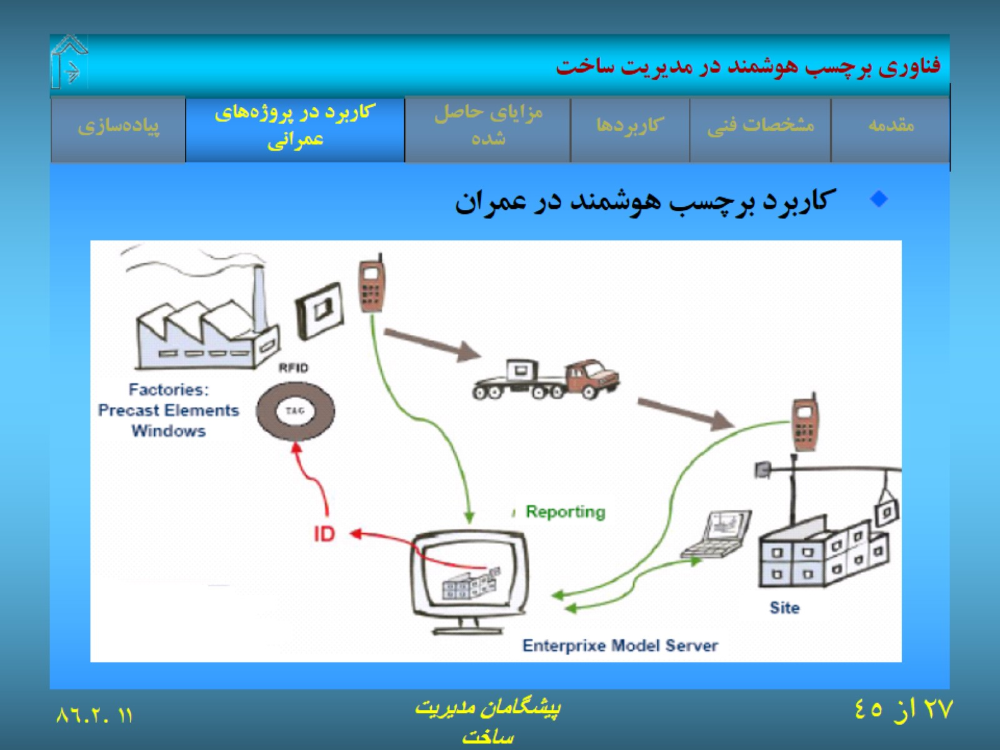 فناوری برچسب هوشمند در مدیریت ساخت
مقدمه
مشخصات فنی
کاربردها
مزایای حاصل
شده
کاربرد در پروژه‌های
عمرانی
پیاده‌سازی
کاربرد برچسب هوشمند در عمران
RFID
TAG
Factories:
Precast Elements
Windows
ID
Reporting
Site
Enterprixe Model Server
۲۷ از ٤٥
پیشگامان مدیریت
ساخت
۸٦.۲. ۱۱